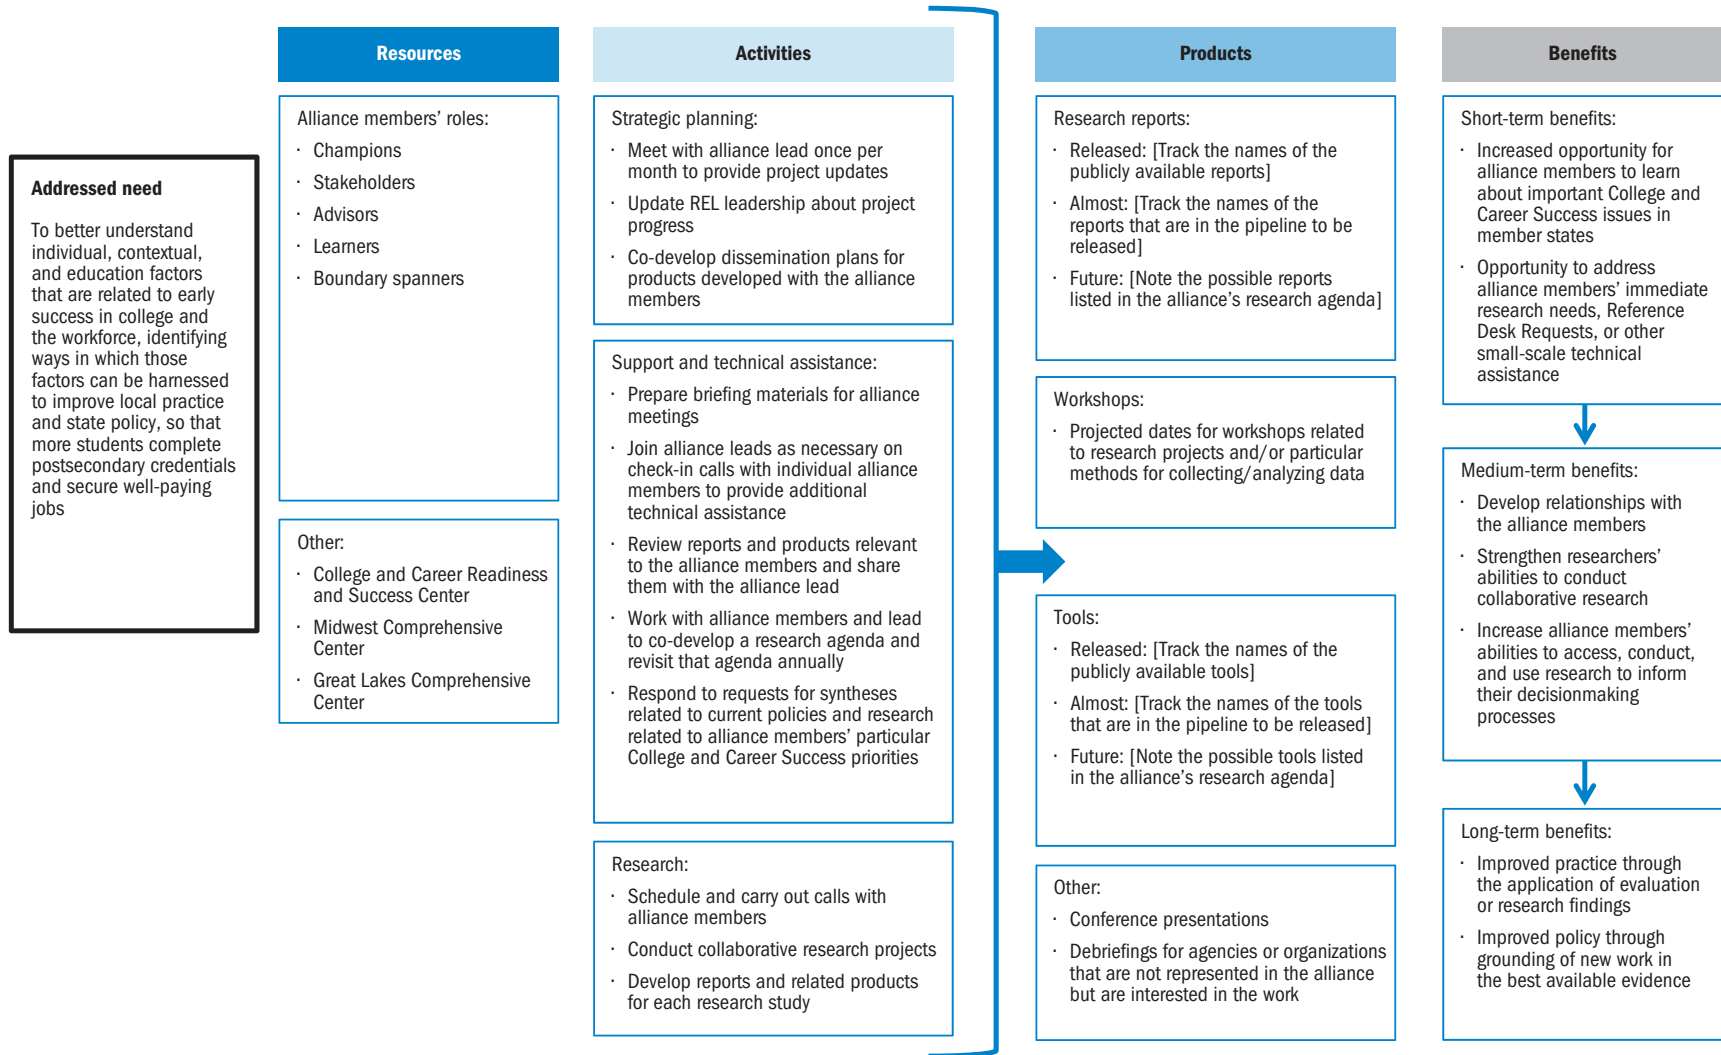 Addressed need
To better understand
individual, contextual,
and education factors
that are related to early
success in college and
the workforce, identifying
ways in which those
factors can be harnessed
to improve local practice
and state policy, so that
more students complete
postsecondary credentials
and secure well-paying
jobs
Resources
Alliance members’ roles:
· Champions
· Stakeholders
· Advisors
· Learners
· Boundary spanners
Other:
· College and Career Readiness
and Success Center
· Midwest Comprehensive
Center
· Great Lakes Comprehensive
Center
Activities
Strategic planning:
· Meet with alliance lead once per
month to provide project updates
· Update REL leadership about project
progress
· Co-develop dissemination plans for
products developed with the alliance
members
Support and technical assistance:
· Prepare briefing materials for alliance
meetings
· Join alliance leads as necessary on
check-in calls with individual alliance
members to provide additional
technical assistance
· Review reports and products relevant
to the alliance members and share
them with the alliance lead
· Work with alliance members and lead
to co-develop a research agenda and
revisit that agenda annually
· Respond to requests for syntheses
related to current policies and research
related to alliance members’ particular
College and Career Success priorities
Research:
· Schedule and carry out calls with
alliance members
· Conduct collaborative research projects
· Develop reports and related products
for each research study
Products
Research reports:
· Released: [Track the names of the
publicly available reports]
· Almost: [Track the names of the
reports that are in the pipeline to be
released]
· Future: [Note the possible reports
listed in the alliance’s research agenda]
Workshops:
· Projected dates for workshops related
to research projects and/or particular
methods for collecting/analyzing data
Tools:
· Released: [Track the names of the
publicly available tools]
· Almost: [Track the names of the tools
that are in the pipeline to be released]
· Future: [Note the possible tools listed
in the alliance’s research agenda]
Other:
· Conference presentations
· Debriefings for agencies or organizations
that are not represented in the alliance
but are interested in the work
Benefits
Short-term benefits:
· Increased opportunity for
alliance members to learn
about important College and
Career Success issues in
member states
· Opportunity to address
alliance members’ immediate
research needs, Reference
Desk Requests, or other
small-scale technical
assistance
Medium-term benefits:
· Develop relationships with
the alliance members
· Strengthen researchers’
abilities to conduct
collaborative research
· Increase alliance members’
abilities to access, conduct,
and use research to inform
their decisionmaking
processes
Long-term benefits:
· Improved practice through
the application of evaluation
or research findings
· Improved policy through
grounding of new work in
the best available evidence